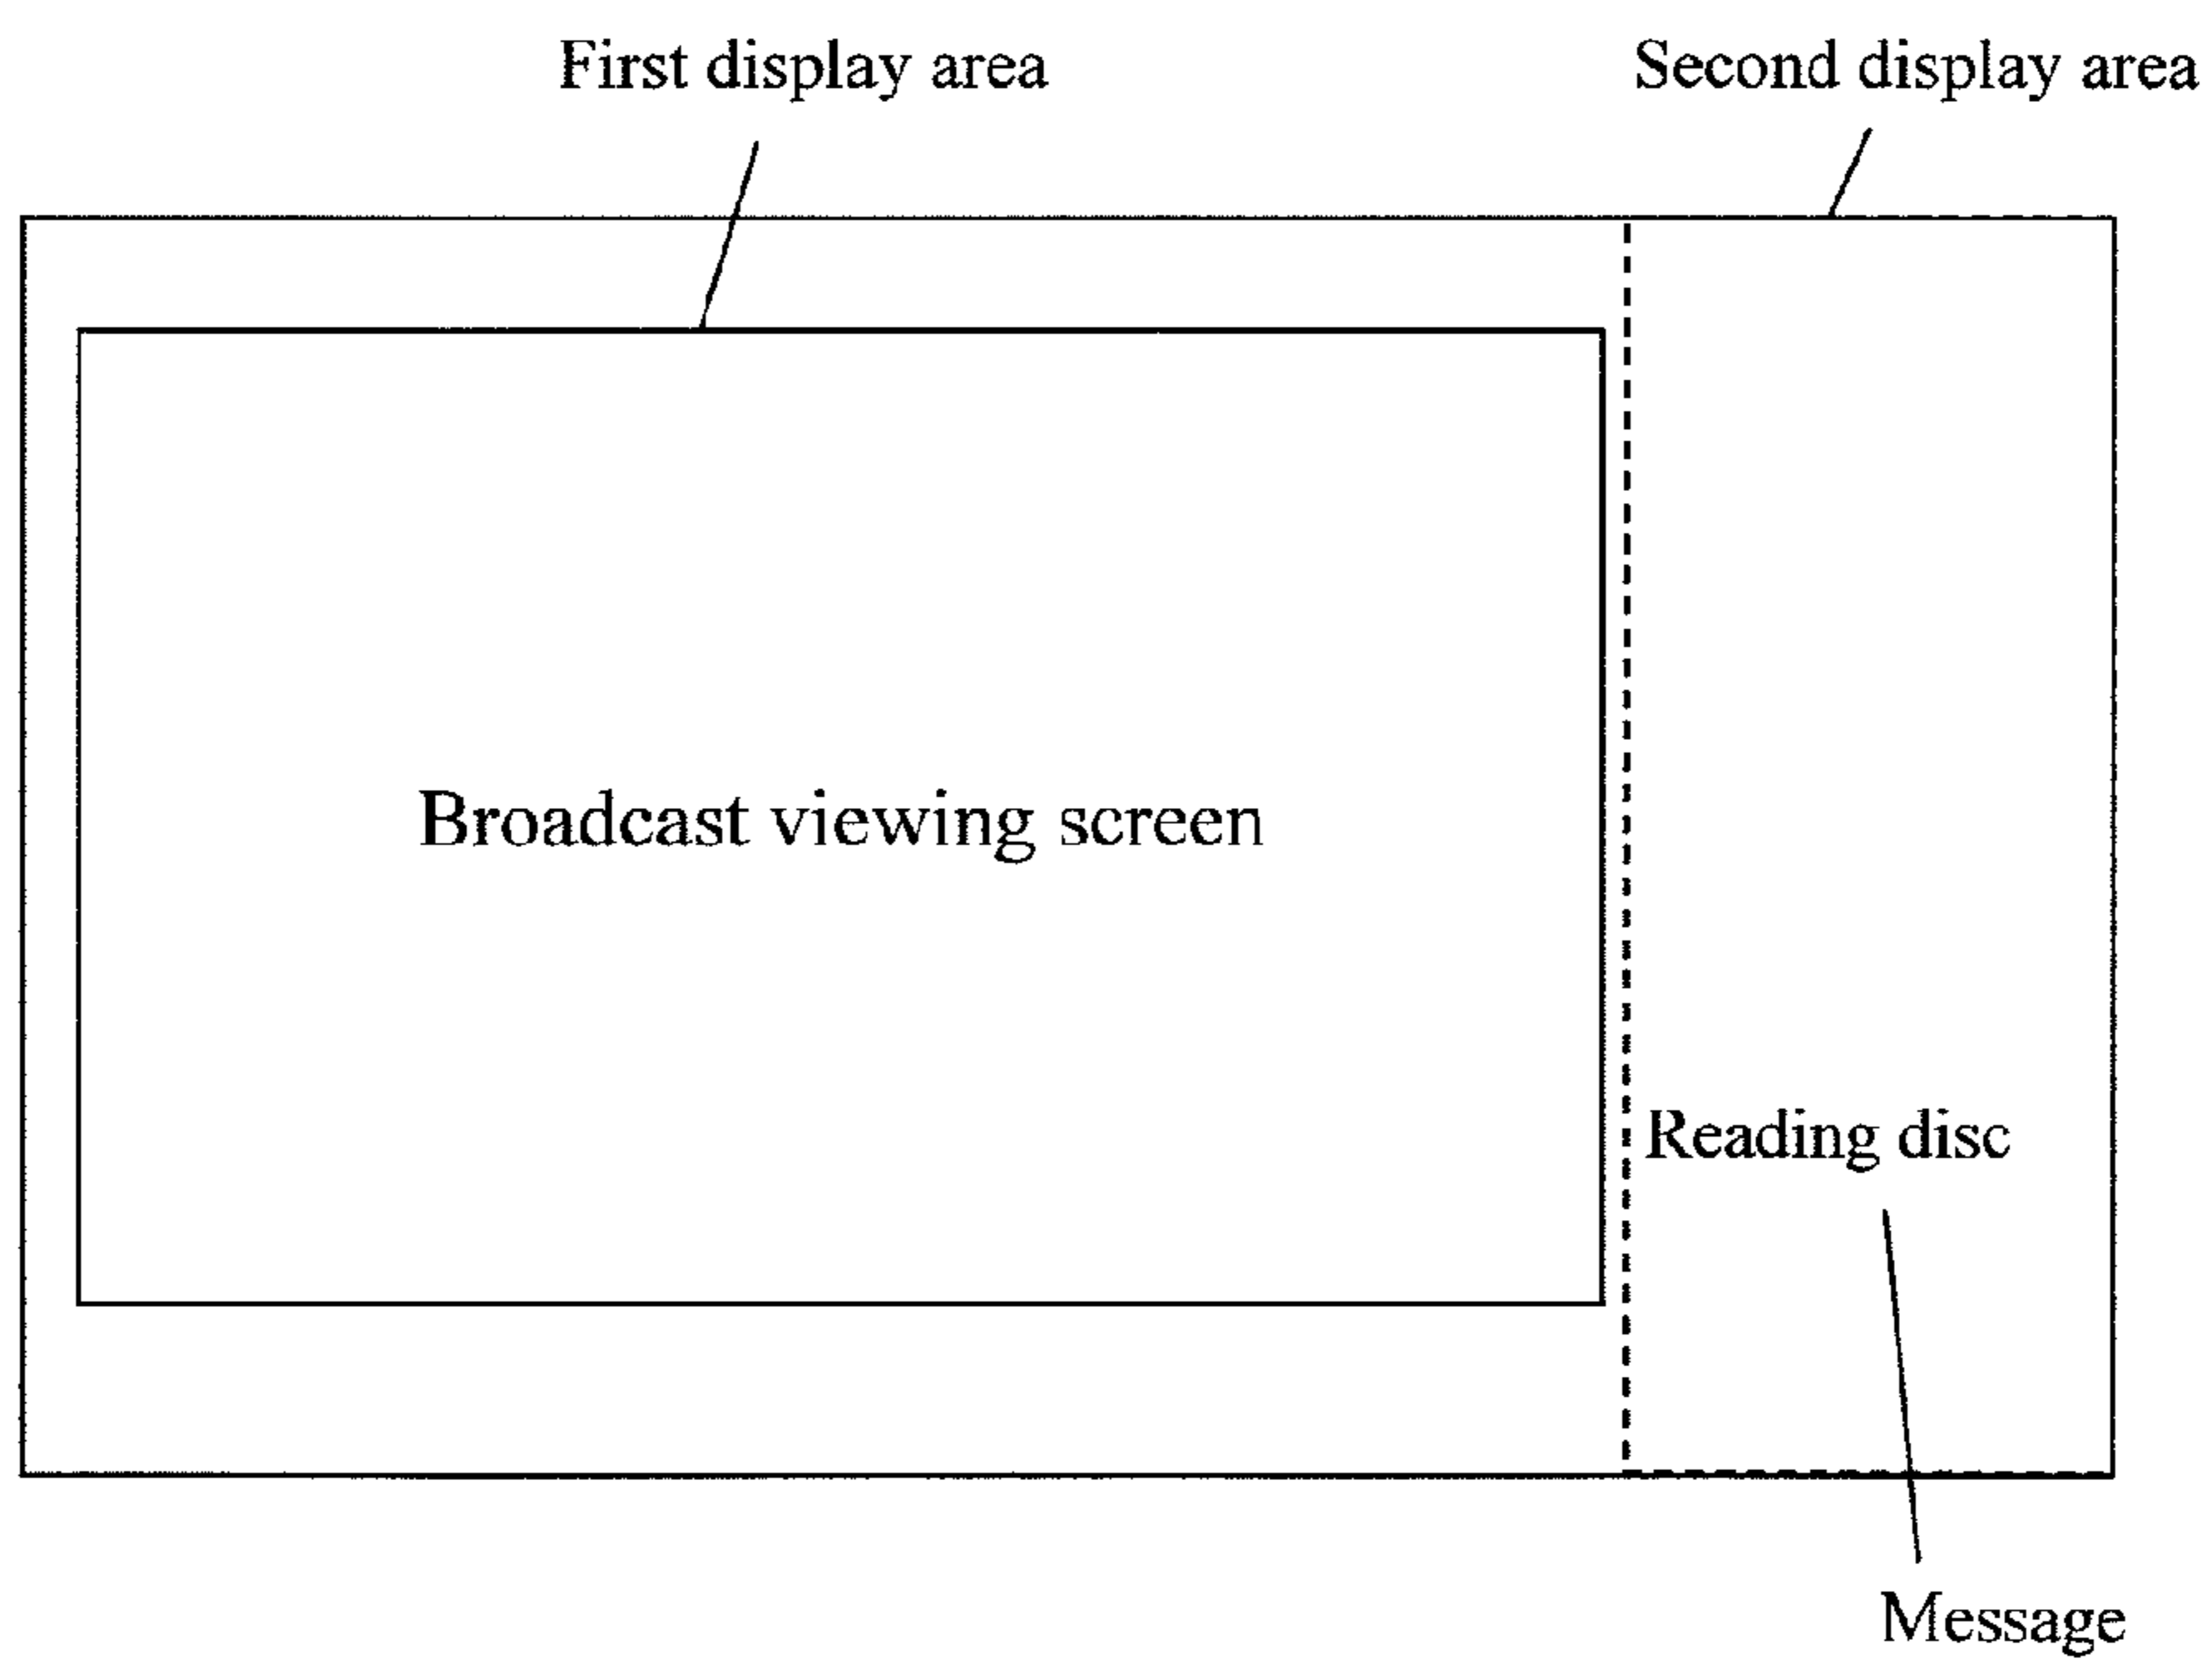 First display area
Second display area
Broadcast viewing screen
Reading disc
Message